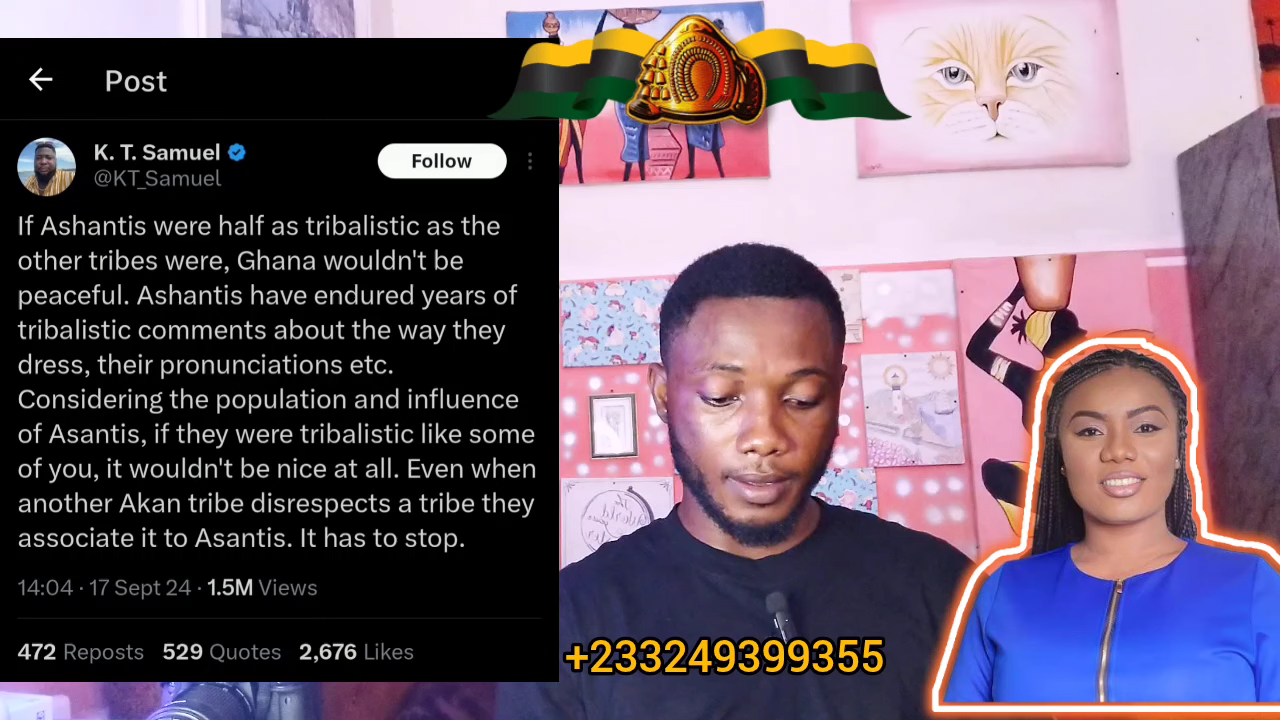 Post
K. T. Samuel
@KT_Samuel
Follow
If Ashantis were half as tribalistic as the
other tribes were, Ghana wouldn't be
peaceful. Ashantis have endured years of
tribalistic comments about the way they
dress, their pronunciations etc.
Considering the population and influence
of Asantis, if they were tribalistic like some
of you, it wouldn't be nice at all. Even when
another Akan tribe disrespects a tribe they
associate it to Asantis. It has to stop.
14:04 · 17 Sept 24 · 1.5M Views
472 Reposts 529 Quotes 2,676 Likes
+233249399355